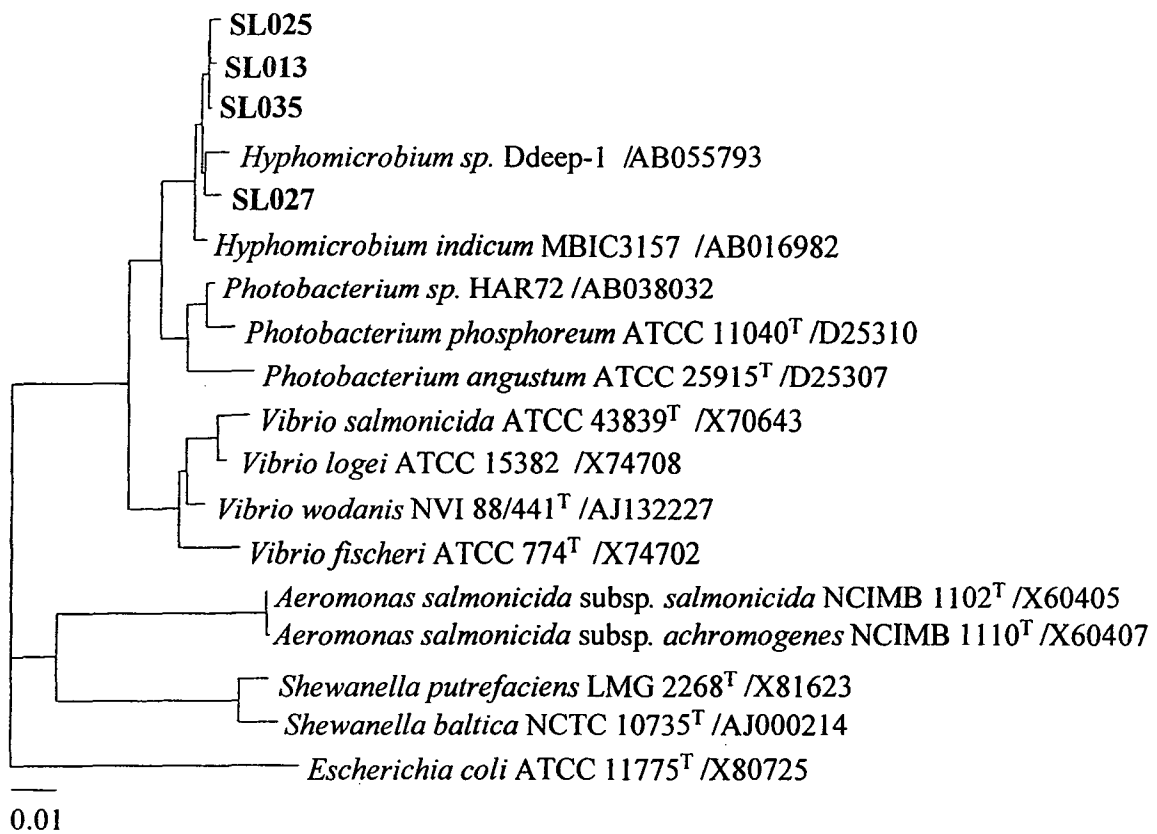 SL025
SL013
SL035
Hyphomicrobium sp. Ddeep-1 /AB055793
SL027
Hyphomicrobium indicum MBIC3157 /AB016982
Photobacterium sp. HAR72 /AB038032
Photobacterium phosphoreum ATCC 11040ᵀ /D25310
Photobacterium angustum ATCC 25915ᵀ /D25307
Vibrio salmonicida ATCC 43839ᵀ /X70643
Vibrio logei ATCC 15382 /X74708
Vibrio wodanis NVI 88/441ᵀ /AJ132227
Vibrio fischeri ATCC 774ᵀ /X74702
Aeromonas salmonicida subsp. salmonicida NCIMB 1102ᵀ /X60405
Aeromonas salmonicida subsp. achromogenes NCIMB 1110ᵀ /X60407
Shewanella putrefaciens LMG 2268ᵀ /X81623
Shewanella baltica NCTC 10735ᵀ /AJ000214
Escherichia coli ATCC 11775ᵀ /X80725
0.01